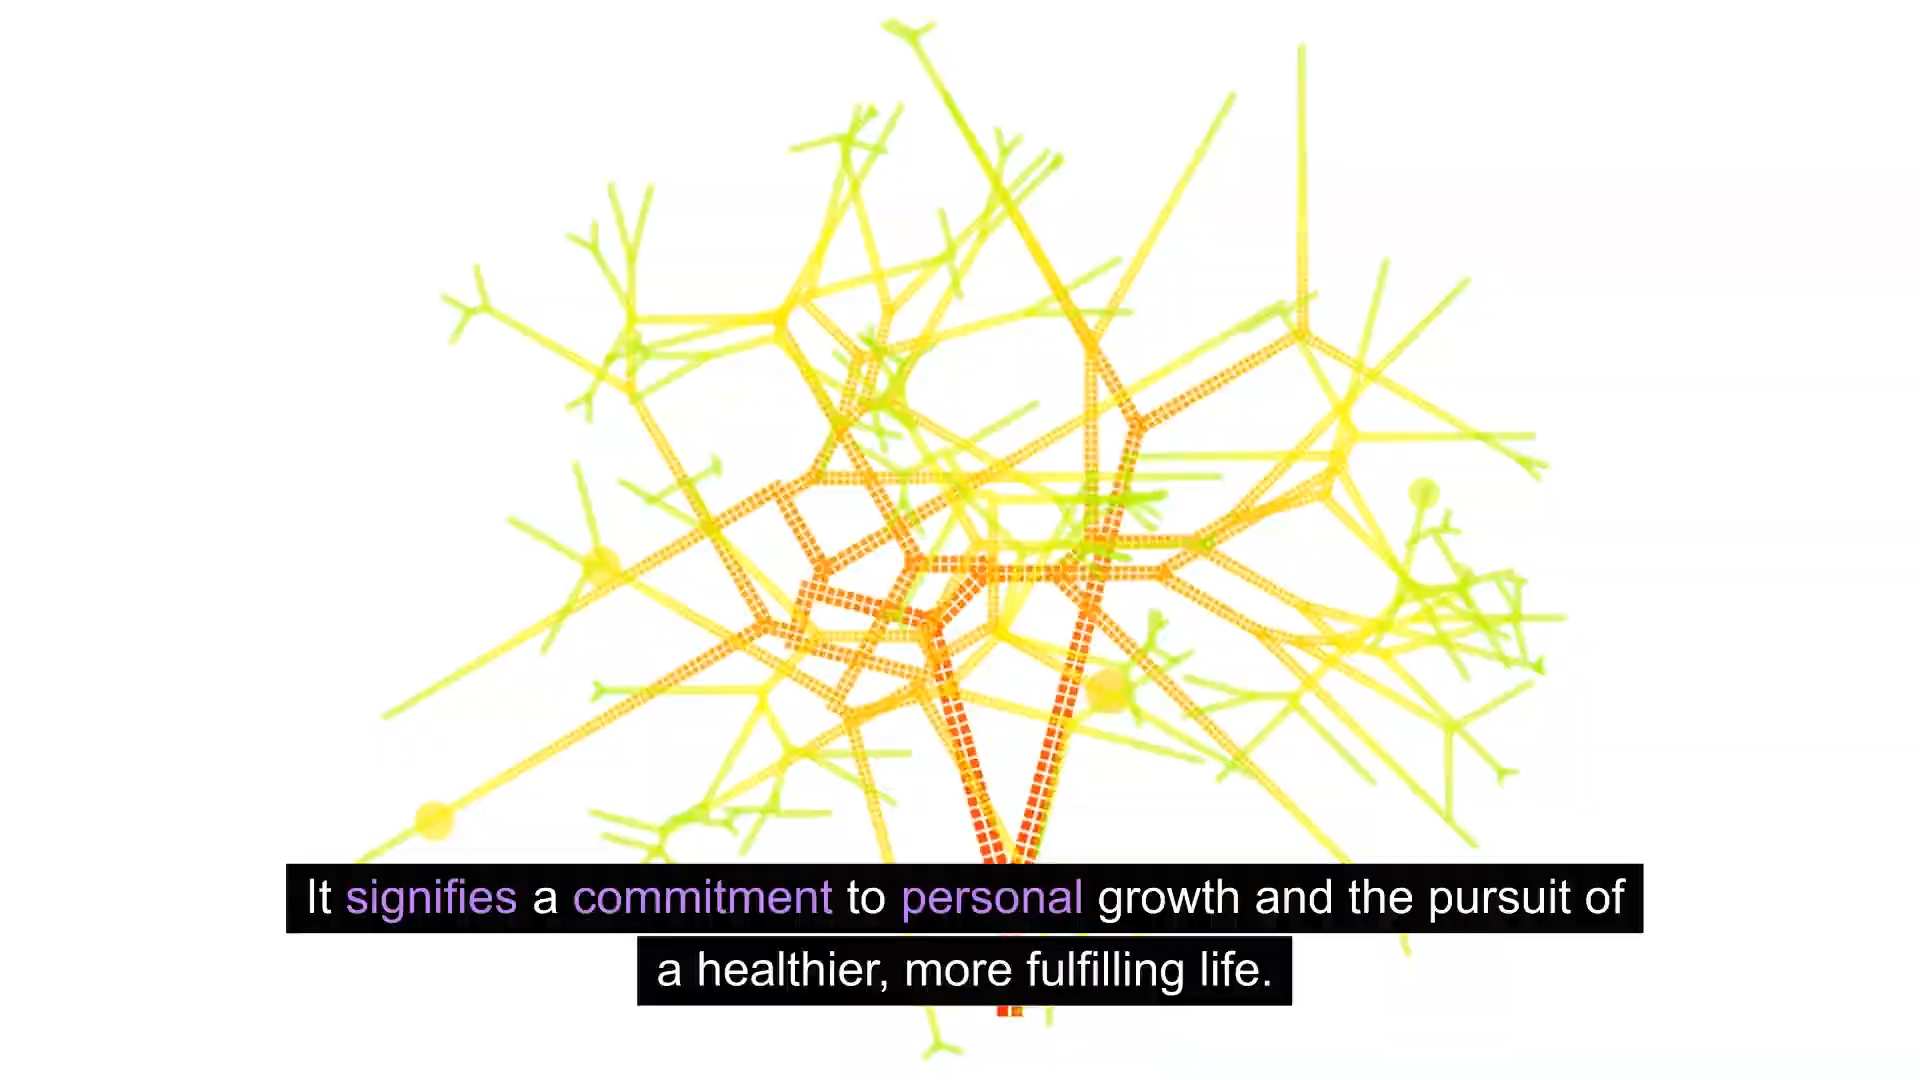 It signifies a commitment to personal growth and the pursuit of
a healthier, more fulfilling life.